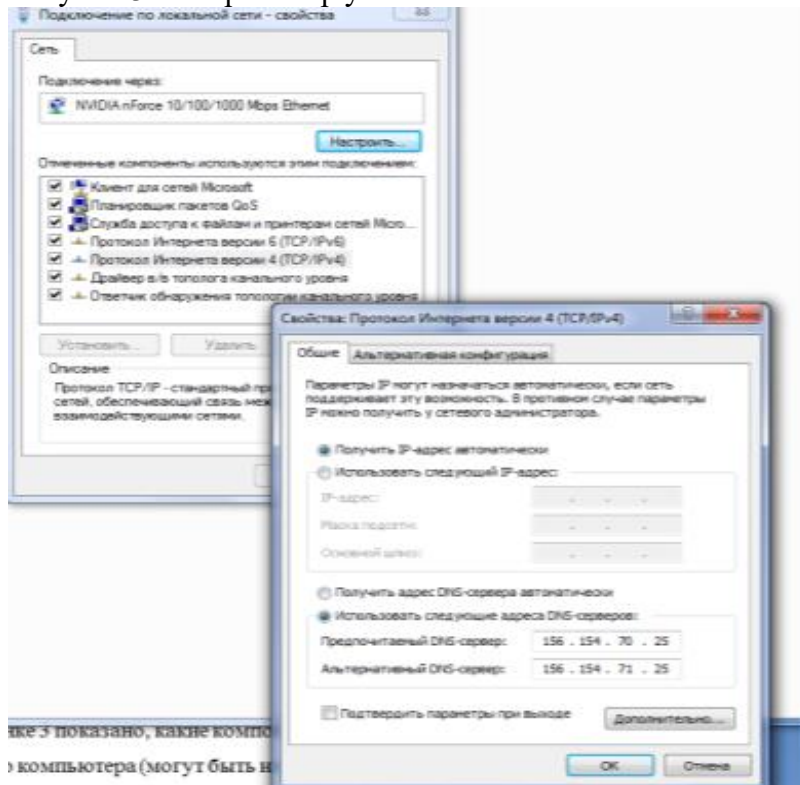 Подключение по локальной сети - свойства
Сеть
Подключение через:
NVIDIA nForce 10/100/1000 Mbps Ethernet
Настроить...
Отмеченные компоненты используются этим подключением:
Клиент для сетей Microsoft
Планировщик пакетов QoS
Служба доступа к файлам и принтерам сетей Micro...
Протокол Интернета версии 6 (TCP/IPv6)
Протокол Интернета версии 4 (TCP/IPv4)
Драйвер в/в тополога канального уровня
Ответчик обнаружения топологии канального уровня
Установить...
Удалить
Описание
Протокол TCP/IP - стандартный
сетей, обеспечивающий связь
взаимодействующими сетями.
Свойства: Протокол Интернета версии 4 (TCP/IPv4)
Общие
Альтернативная конфигурация
Параметры IP могут назначаться автоматически, если сеть
поддерживает эту возможность. В противном случае параметры
IP можно получить у сетевого администратора.
Получить IP-адрес автоматически
Использовать следующий IP-адрес:
IP-адрес:
Маска подсети:
Основной шлюз:
Получить адрес DNS-сервера автоматически
Использовать следующие адреса DNS-серверов:
Предпочитаемый DNS-сервер: 156 . 154 . 70 . 25
Альтернативный DNS-сервер: 156 . 154 . 71 . 25
Подтвердить параметры при выходе
Дополнительно...
OK
Отмена
3 показано, какие
компьютера (могут быть